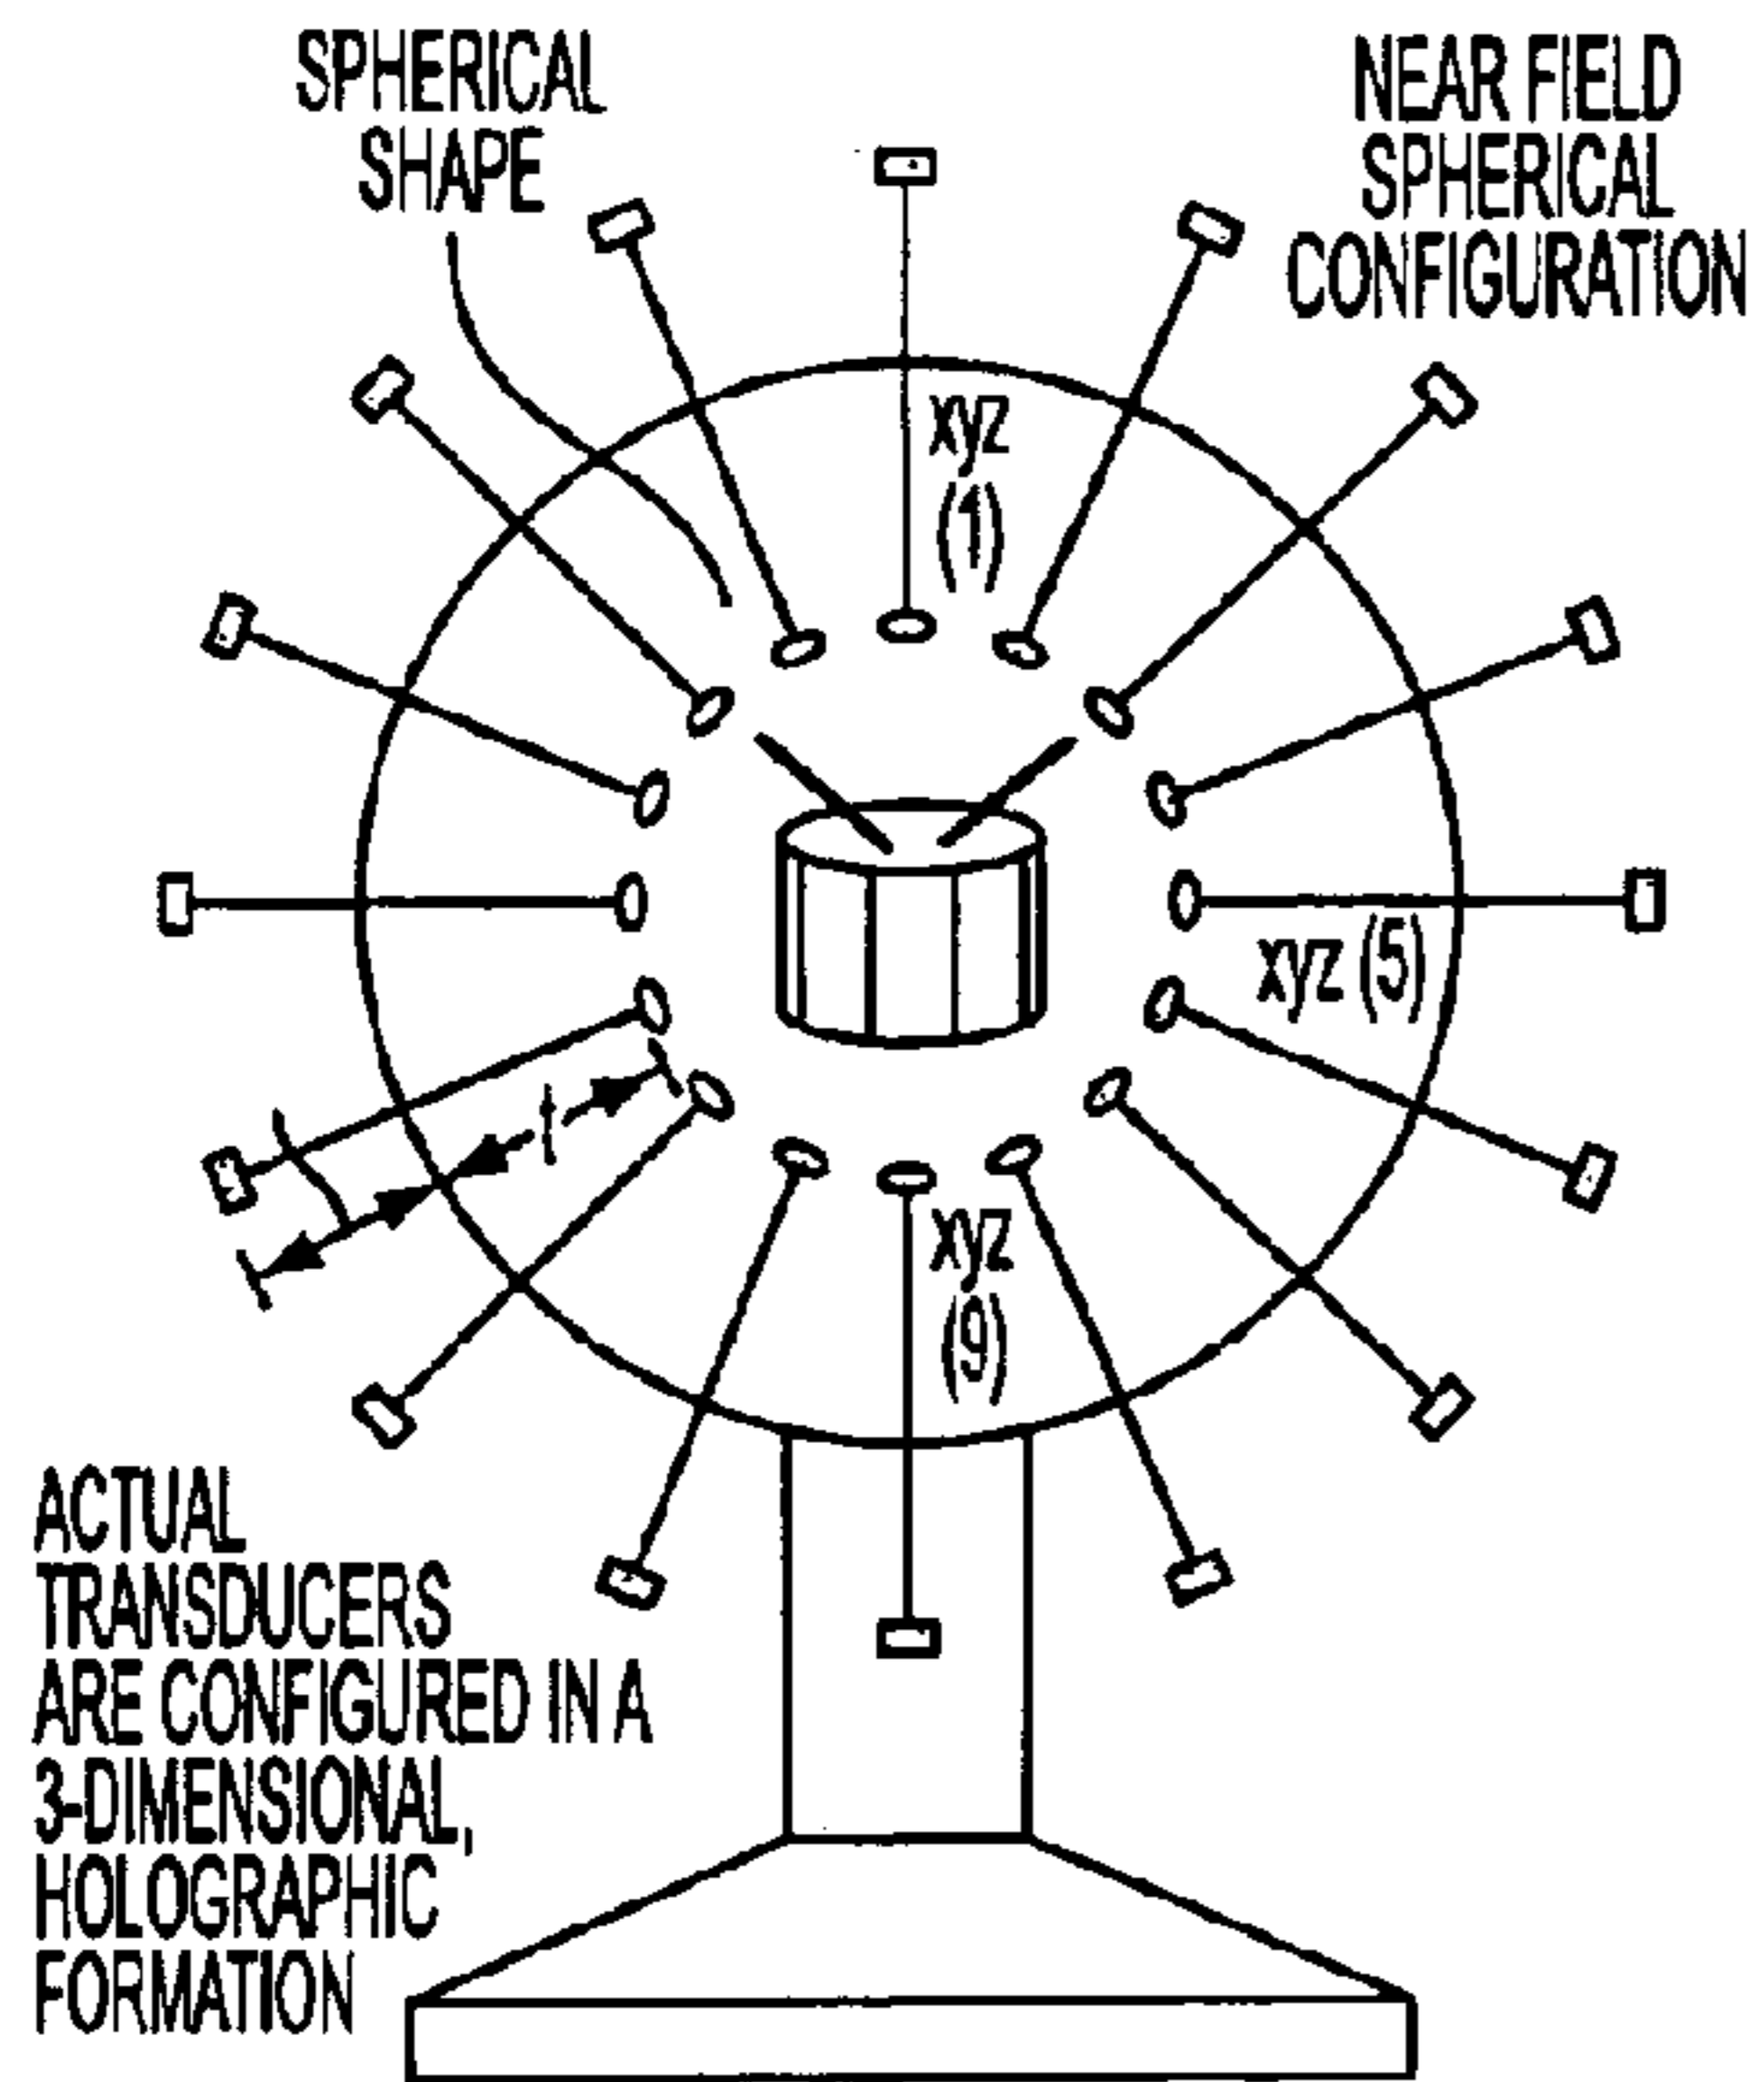 SPHERICAL
SHAPE
NEAR FIELD
SPHERICAL
CONFIGURATION
xyz
(1)
xyz (5)
t
xyz
(9)
ACTUAL
TRANSDUCERS
ARE CONFIGURED IN A
3-DIMENSIONAL,
HOLOGRAPHIC
FORMATION